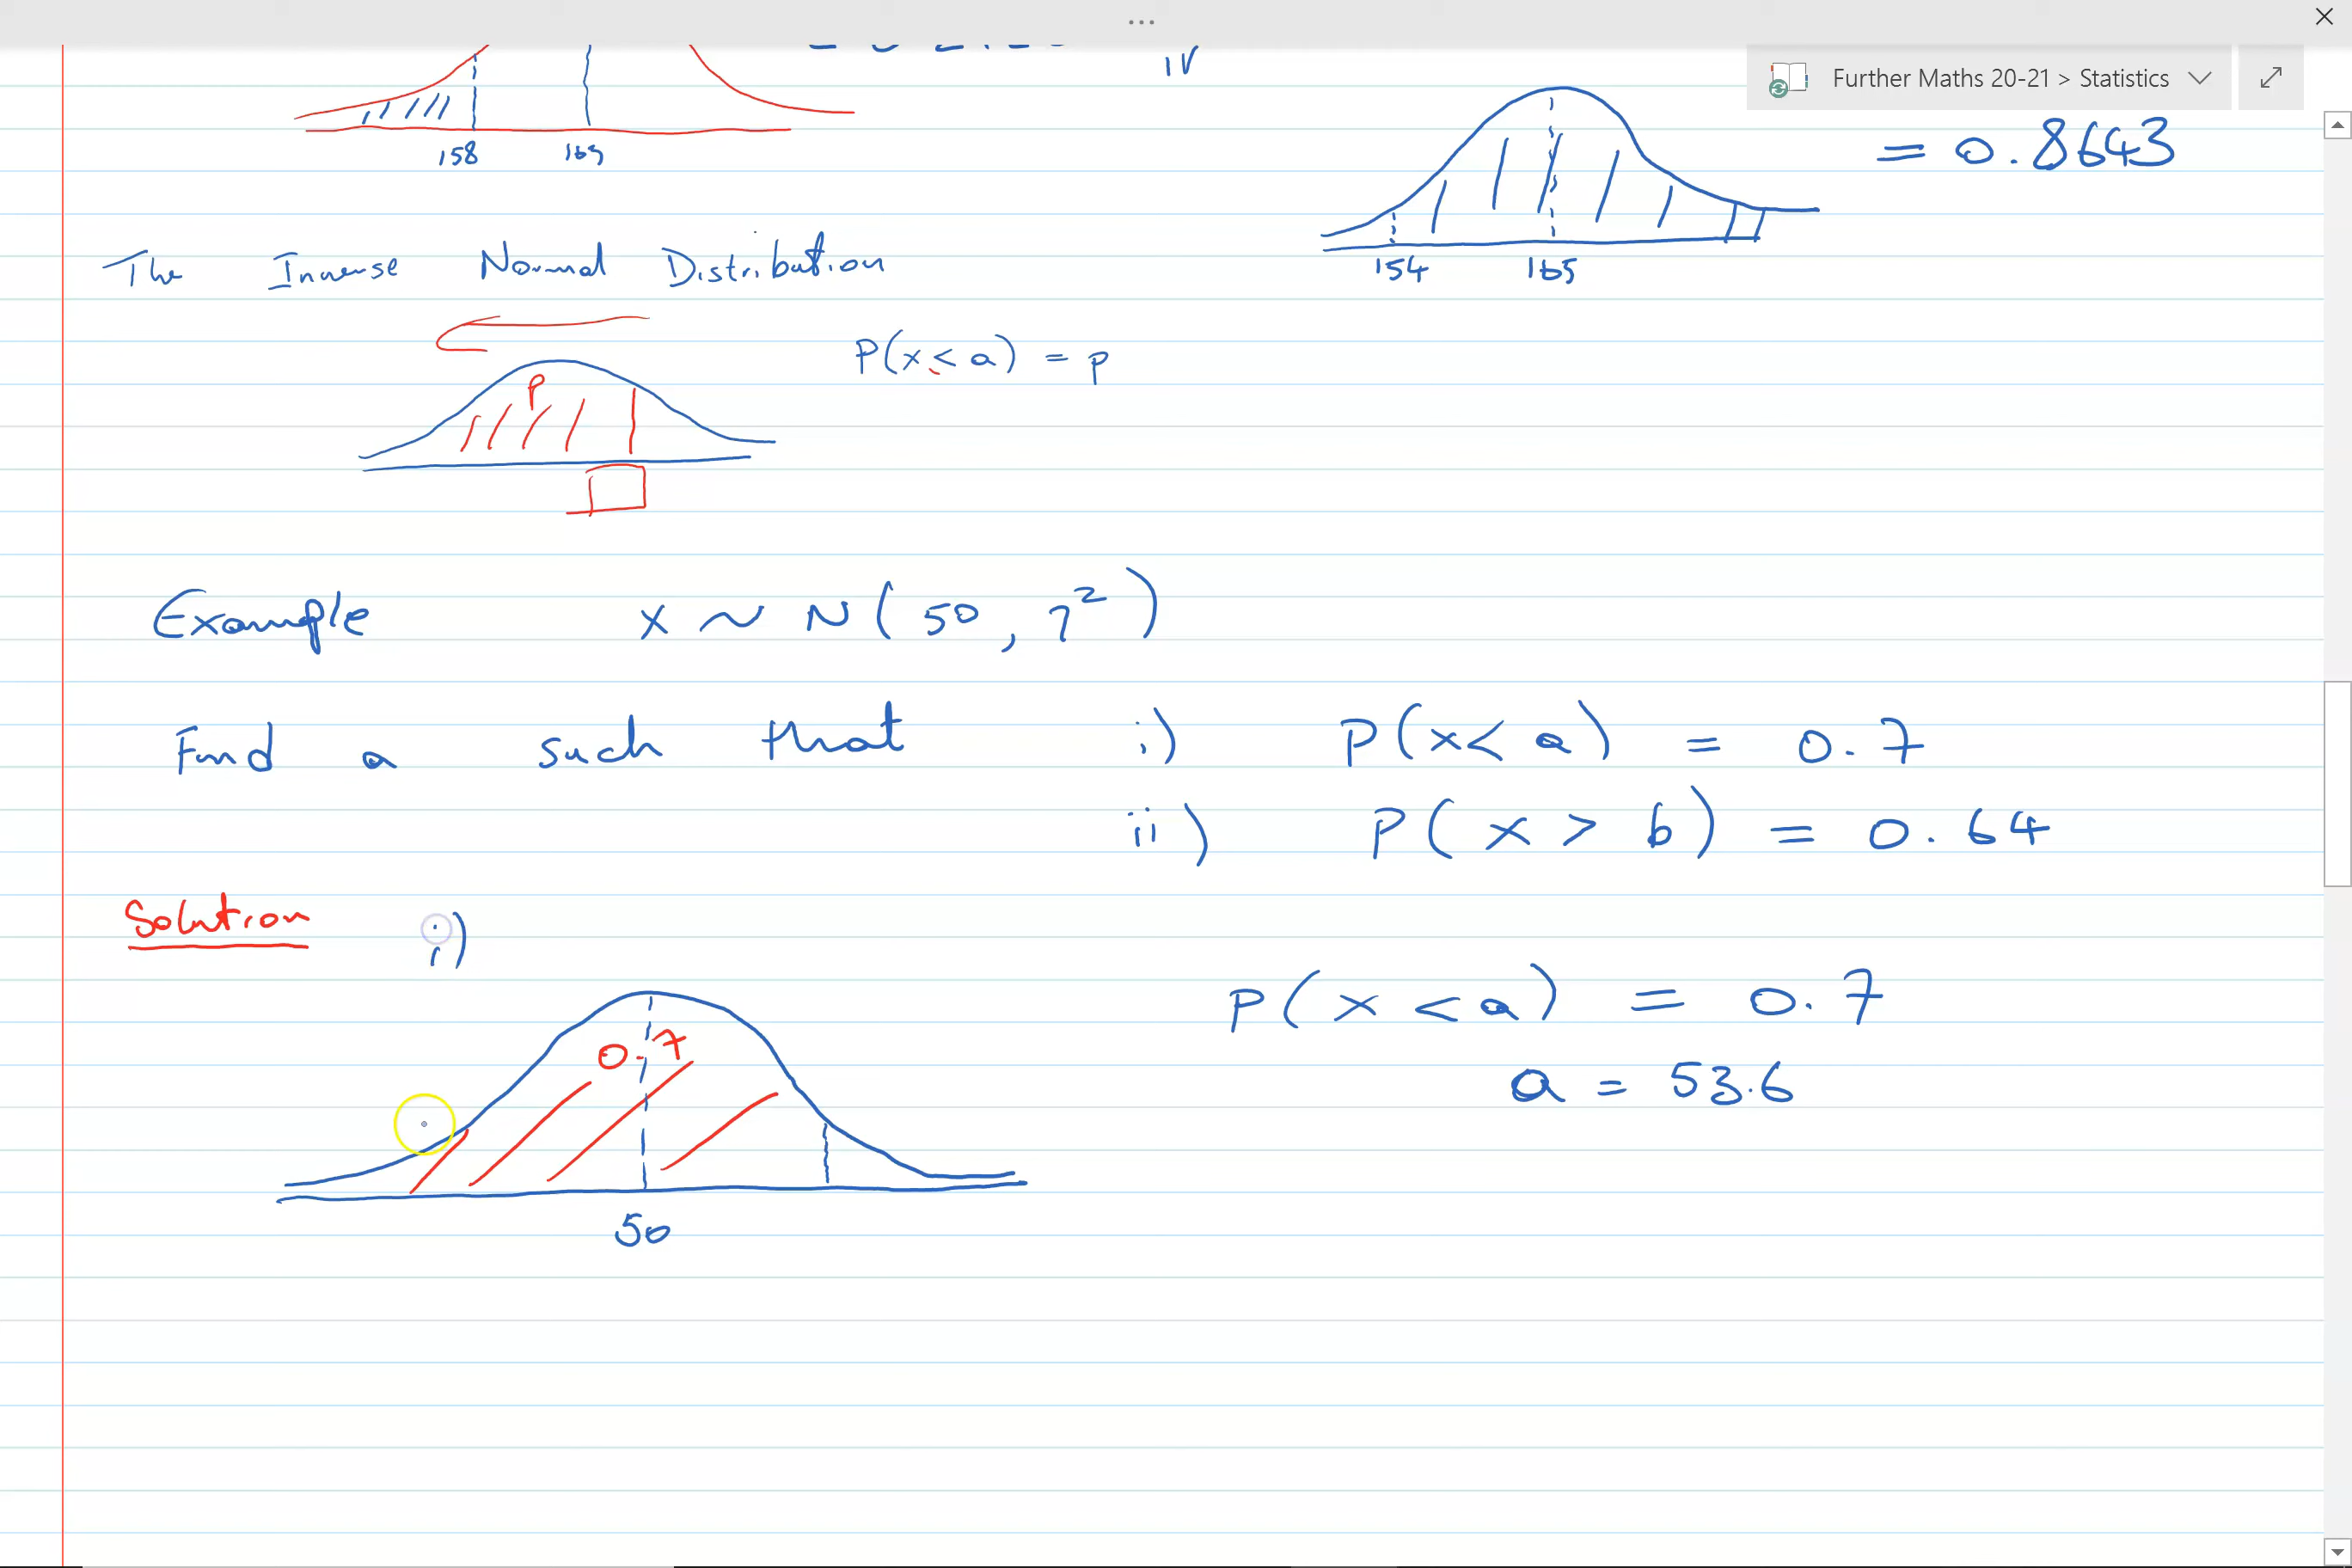 Further Maths 20-21 > Statistics
IV
158 165
= 0.8643
154 165
The Inverse Normal Distribution
P(x < a) = p
p
Example X ~ N(50, 7²)
Find a such that i) P(x < a) = 0.7
ii) P(x > b) = 0.64
Solution i)
P(x < a) = 0.7
0.7
a = 53.6
50